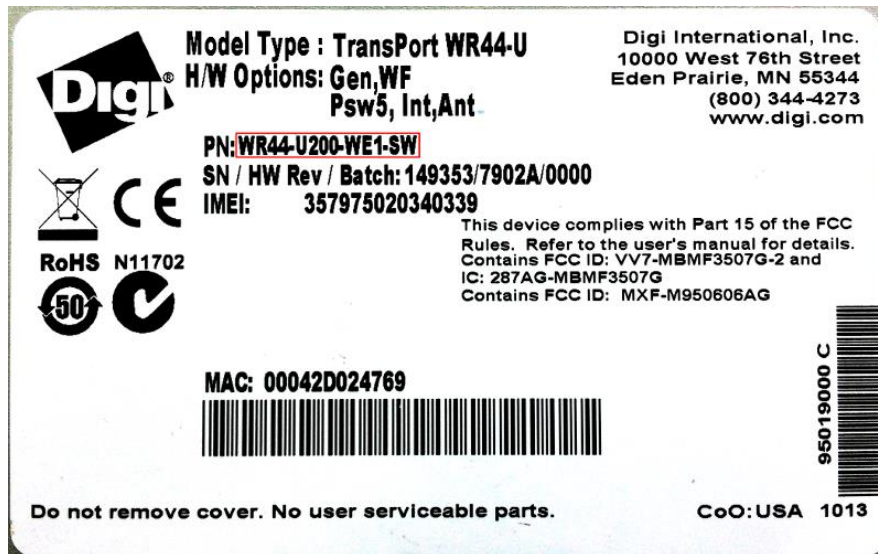 Digi®
Model Type : TransPort WR44-U
H/W Options: Gen,WF
Psw5, Int,Ant
Digi International, Inc.
10000 West 76th Street
Eden Prairie, MN 55344
(800) 344-4273
www.digi.com
PN: WR44-U200-WE1-SW
SN / HW Rev / Batch: 149353/7902A/0000
IMEI: 357975020340339
This device complies with Part 15 of the FCC
Rules. Refer to the user's manual for details.
Contains FCC ID: VV7-MBMF3507G-2 and
IC: 287AG-MBMF3507G
Contains FCC ID: MXF-M950606AG
CE
RoHS N11702
50
MAC: 00042D024769
95019000 C
Do not remove cover. No user serviceable parts.
CoO:USA 1013